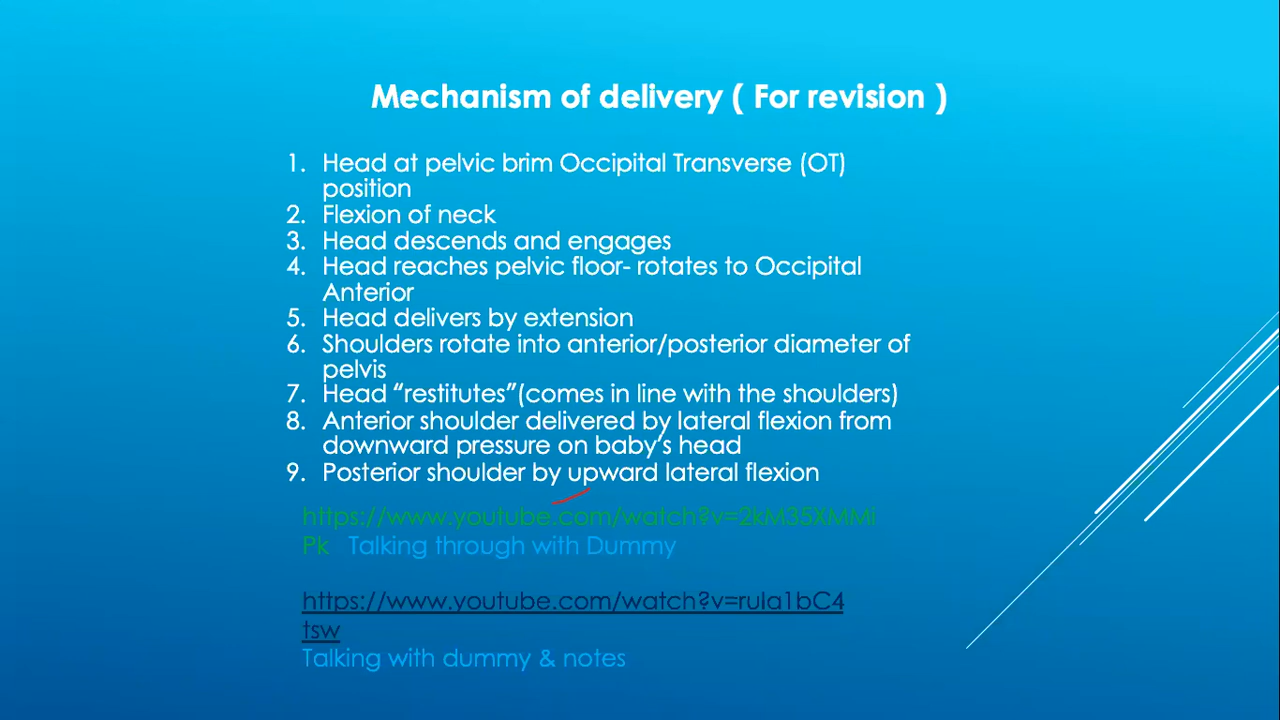 Mechanism of delivery ( For revision )
1. Head at pelvic brim Occipital Transverse (OT)
position
2. Flexion of neck
3. Head descends and engages
4. Head reaches pelvic floor- rotates to Occipital
Anterior
5. Head delivers by extension
6. Shoulders rotate into anterior/posterior diameter of
pelvis
7. Head “restitutes”(comes in line with the shoulders)
8. Anterior shoulder delivered by lateral flexion from
downward pressure on baby’s head
9. Posterior shoulder by upward lateral flexion
https://www.youtube.com/watch?v=2kM35XMMi
Pk Talking through with Dummy
https://www.youtube.com/watch?v=rula1bC4
tsw
Talking with dummy & notes